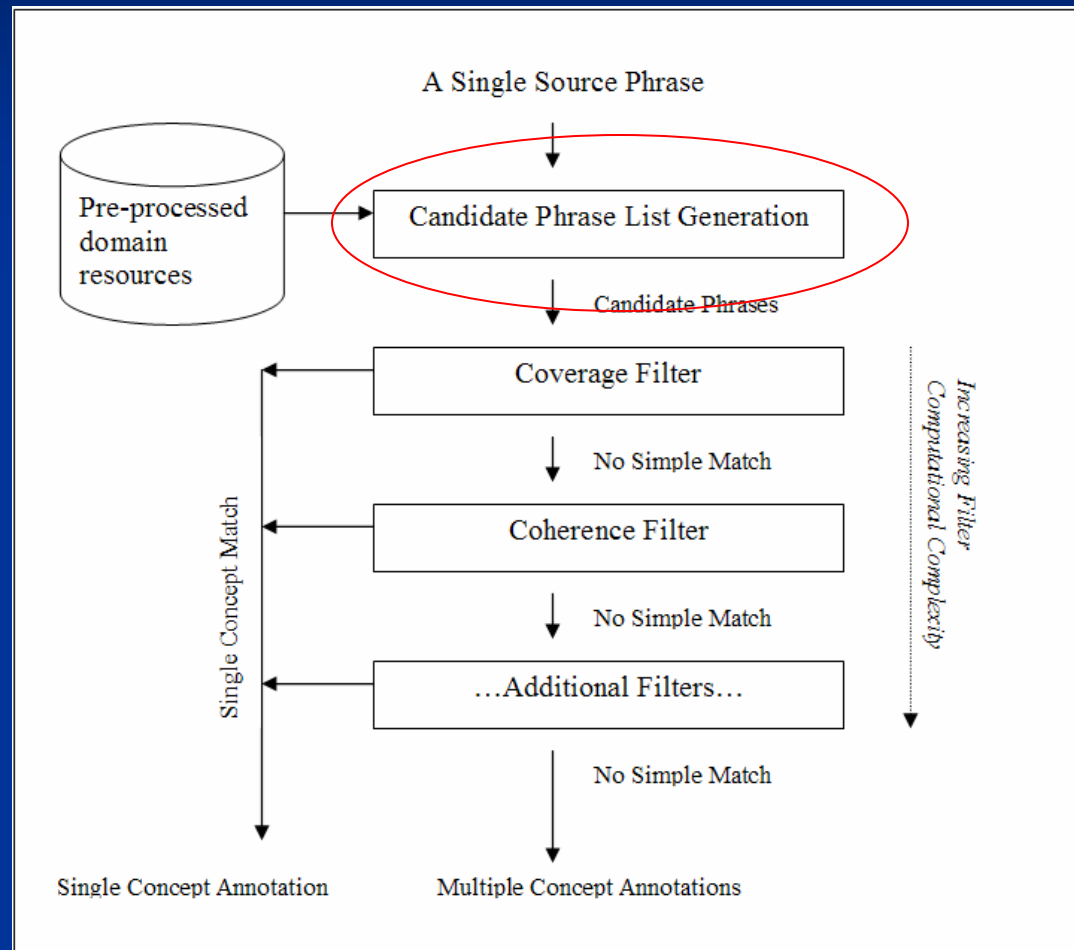 A Single Source Phrase
Pre-processed
domain
resources
Candidate Phrase List Generation
Candidate Phrases
Coverage Filter
No Simple Match
Coherence Filter
No Simple Match
…Additional Filters…
No Simple Match
Single Concept Match
Increasing Filter
Computational Complexity
Single Concept Annotation
Multiple Concept Annotations